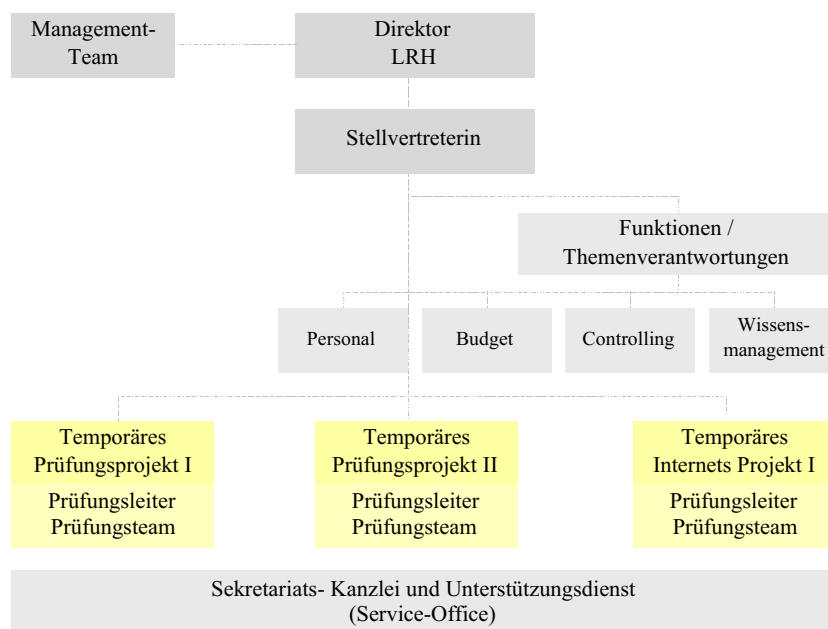 Management-
Team
Direktor
LRH
Stellvertreterin
Funktionen /
Themenverantwortungen
Personal
Budget
Controlling
Wissens-
management
Temporäres
Prüfungsprojekt I
Prüfungsleiter
Prüfungsteam
Temporäres
Prüfungsprojekt II
Prüfungsleiter
Prüfungsteam
Temporäres
Internets Projekt I
Prüfungsleiter
Prüfungsteam
Sekretariats- Kanzlei und Unterstützungsdienst
(Service-Office)